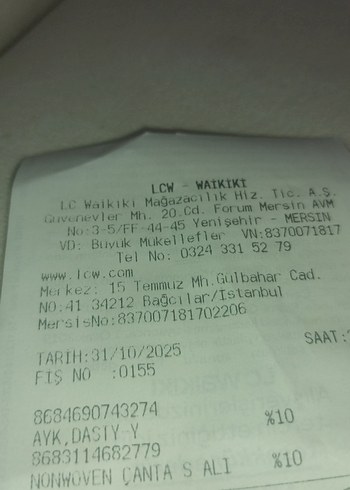 LCW - WAIKIKI
LC Waikiki Mağazacılık Hiz. Tic. A.Ş.
Güvenevler Mh. 20.Cd. Forum Mersin AVM
No:3-5/FF-44-45 Yenişehir - MERSIN
VD: Büyük Mükellefler VN:8370071817
Tel No: 0324 331 52 79
www.lcw.com
Merkez: 15 Temmuz Mh.Gülbahar Cad.
NO:41 34212 Bağcılar/İstanbul
MersisNo:837007181702206
SAAT:
TARİH:31/10/2025
FİŞ NO :0155
8684690743274
AYK,DASTY-Y %10
8683114682779
NONWOVEN ÇANTA S ALI %10